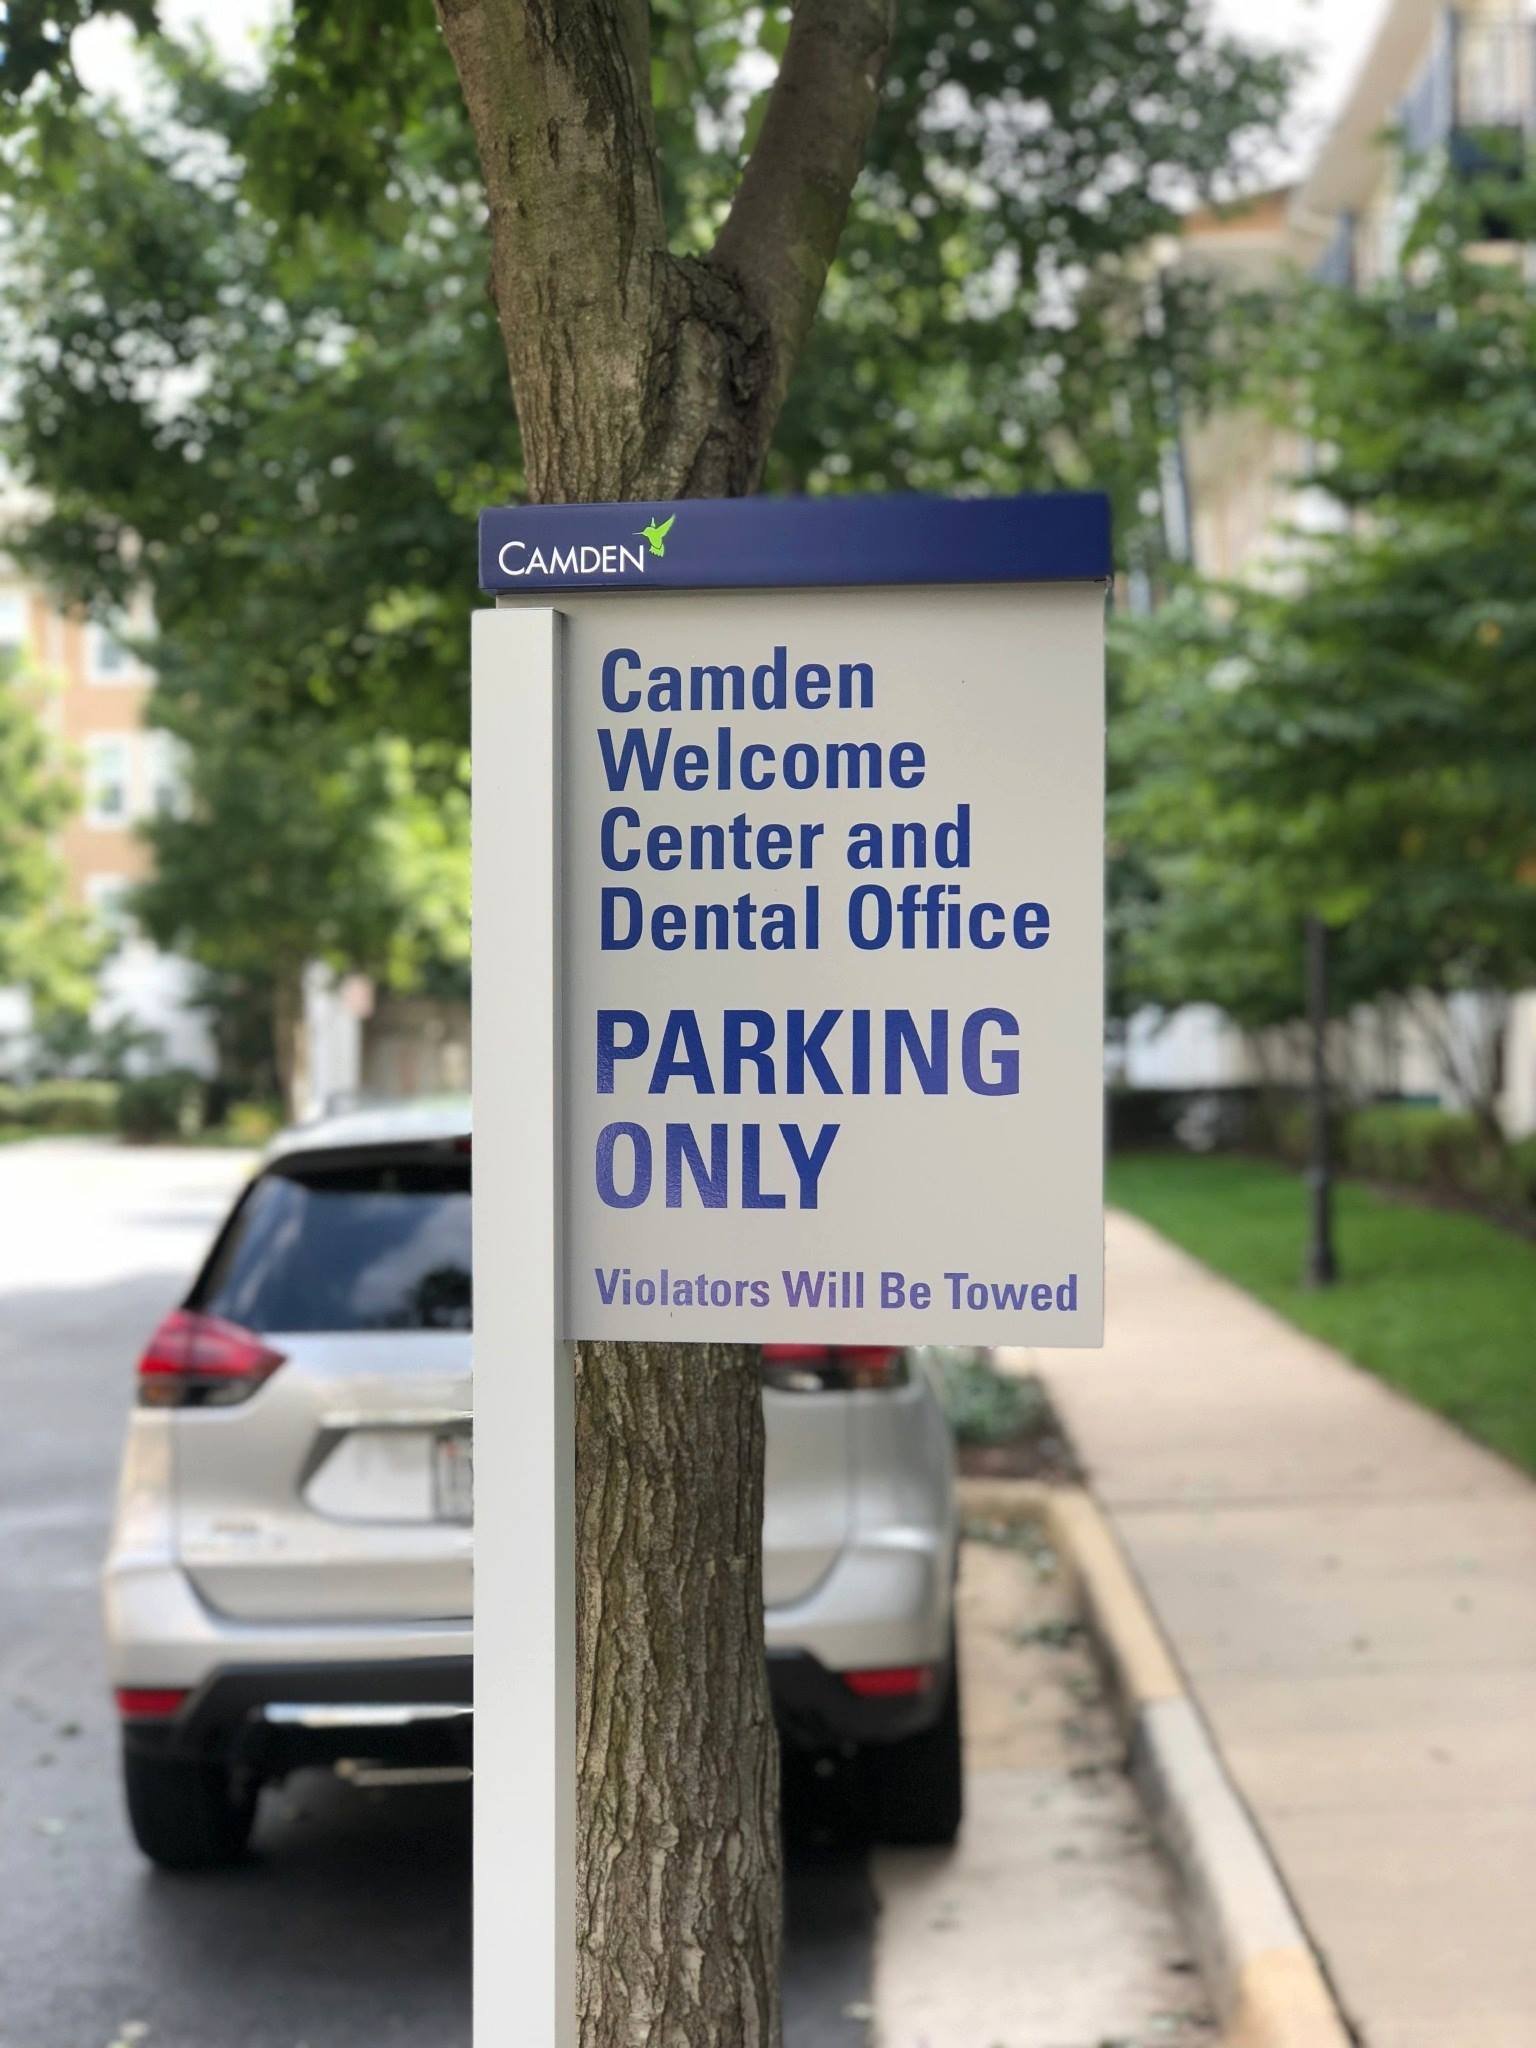 CAMDEN
Camden
Welcome
Center and
Dental Office
PARKING
ONLY
Violators Will Be Towed